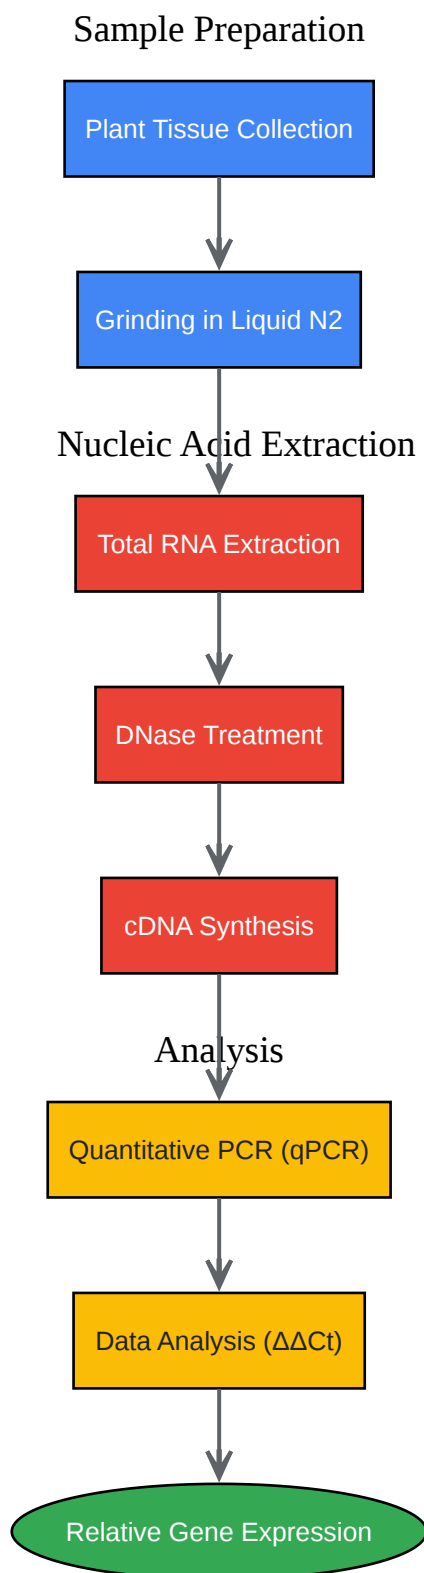 Sample Preparation
Plant Tissue Collection
Grinding in Liquid N2
Nucleic Acid Extraction
Total RNA Extraction
DNase Treatment
cDNA Synthesis
Analysis
Quantitative PCR (qPCR)
Data Analysis (ΔΔCt)
Relative Gene Expression